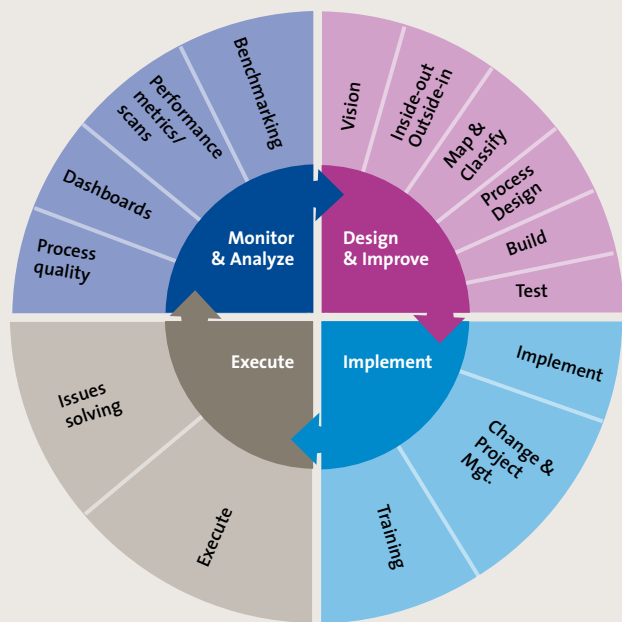 Benchmarking
Performance
metrics/
scans
Dashboards
Process
quality
Monitor
& Analyze
Vision
Inside-out
Outside-in
Map &
Classify
Process
Design
Build
Test
Design
& Improve
Execute
Issues
solving
Execute
Implement
Implement
Change &
Project
Mgt.
Training